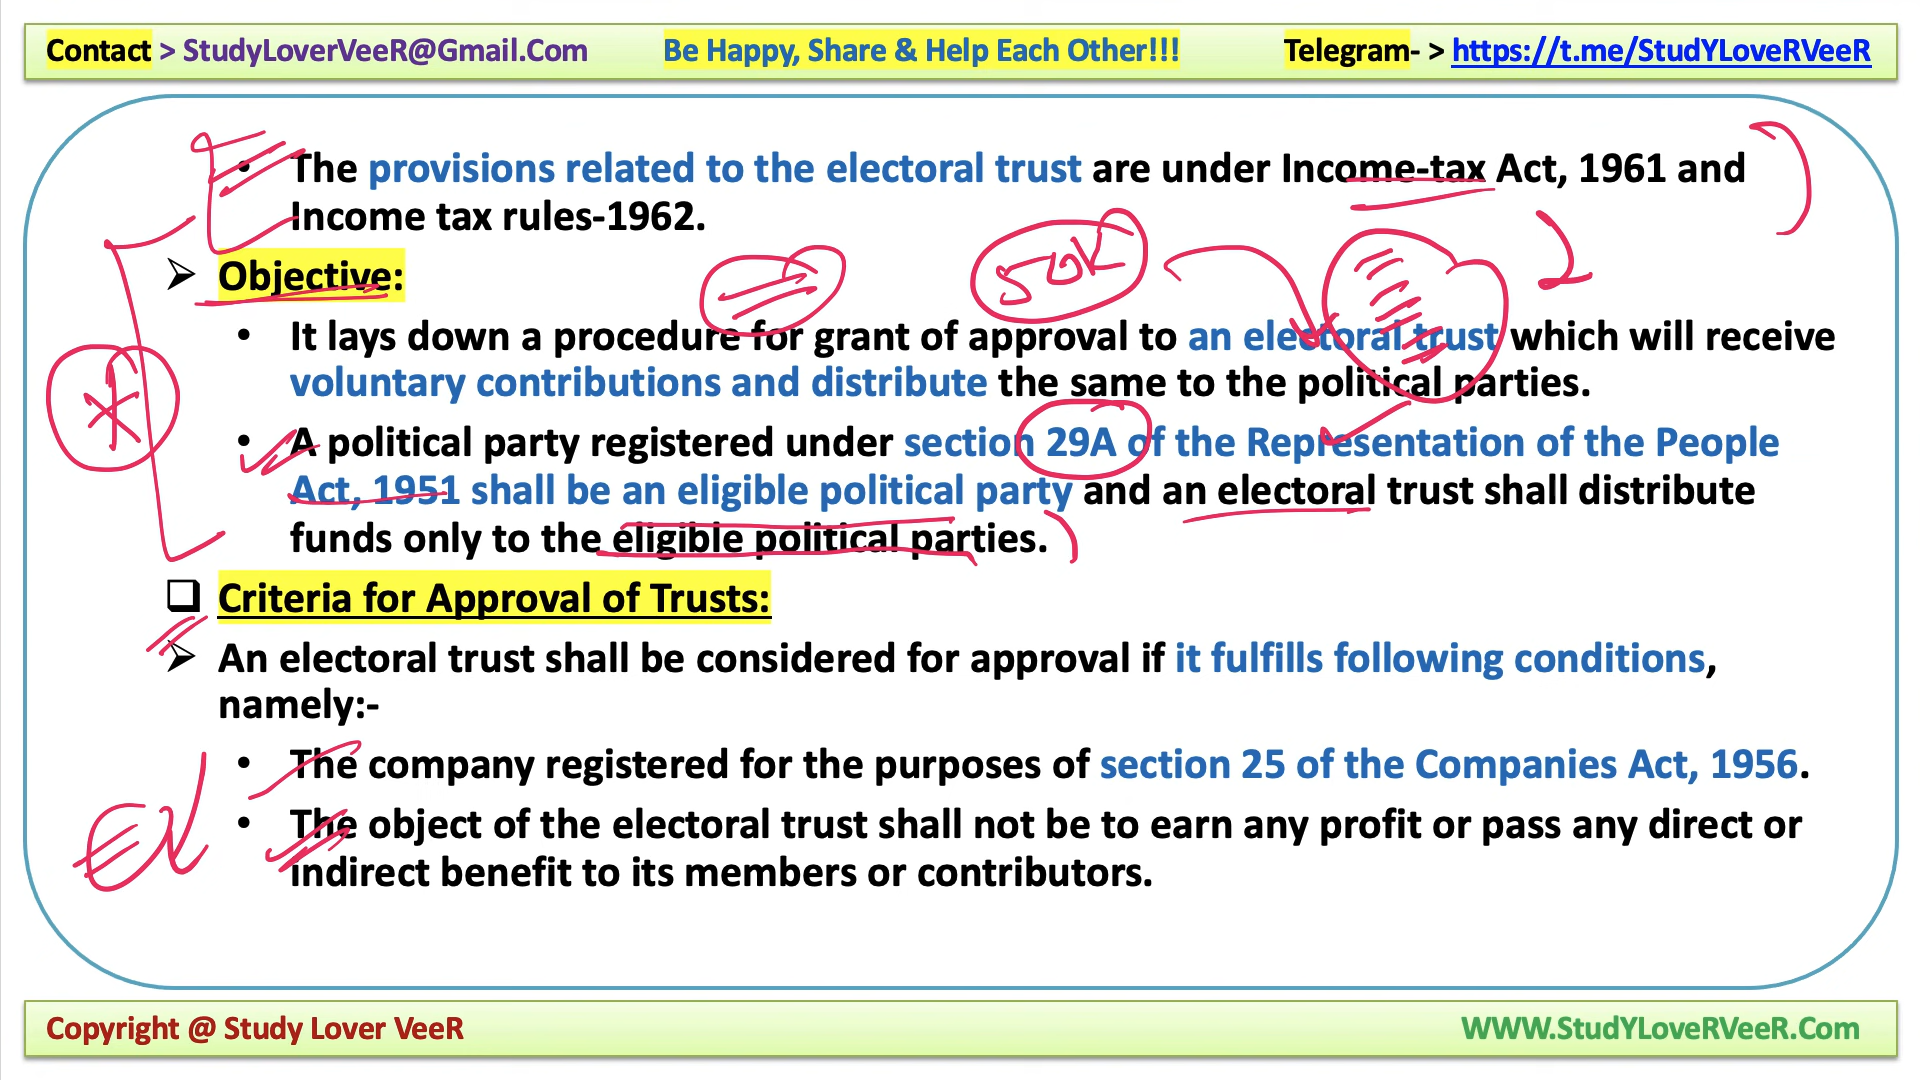 Contact > StudyLoverVeeR@Gmail.Com Be Happy, Share & Help Each Other!!! Telegram- > https://t.me/StudYLoveRVeeR
• The provisions related to the electoral trust are under Income-tax Act, 1961 and
Income tax rules-1962.
➢ Objective:
50K
• It lays down a procedure for grant of approval to an electoral trust which will receive
voluntary contributions and distribute the same to the political parties.
• A political party registered under section 29A of the Representation of the People
Act, 1951 shall be an eligible political party and an electoral trust shall distribute
funds only to the eligible political parties.
❑ Criteria for Approval of Trusts:
➢ An electoral trust shall be considered for approval if it fulfills following conditions,
namely:-
• The company registered for the purposes of section 25 of the Companies Act, 1956.
• The object of the electoral trust shall not be to earn any profit or pass any direct or
indirect benefit to its members or contributors.
Copyright @ Study Lover VeeR WWW.StudYLoveRVeeR.Com